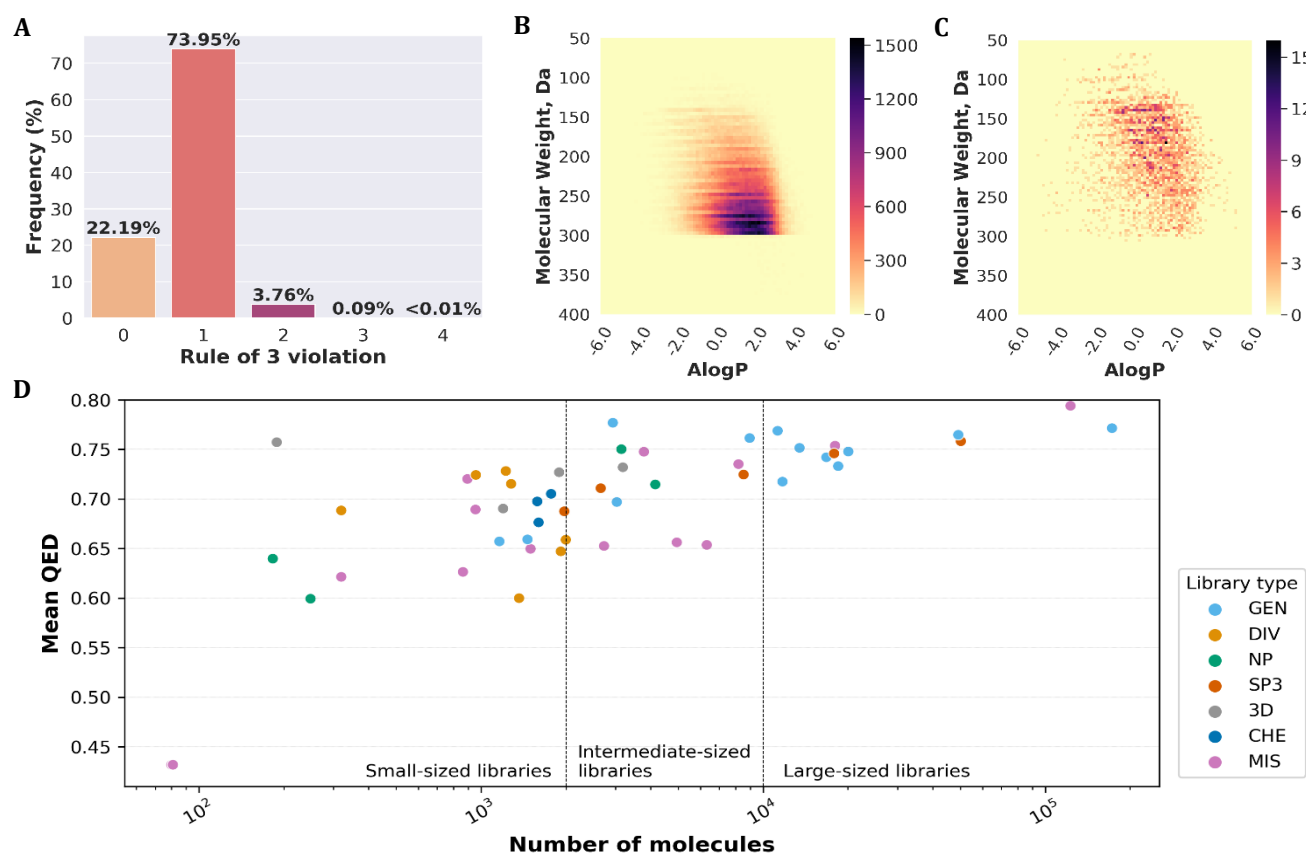 A
73.95%
70
60
50
40
30
20
10
0
22.19%
3.76%
0.09%
<0.01%
0 1 2 3 4
Frequency (%)
Rule of 3 violation
B
50
100
150
200
250
300
350
400
Molecular Weight, Da
-6.0 -4.0 -2.0 0.0 2.0 4.0 6.0
AlogP
1500
1200
900
600
300
0
C
50
100
150
200
250
300
350
400
Molecular Weight, Da
-6.0 -4.0 -2.0 0.0 2.0 4.0 6.0
AlogP
15
12
9
6
3
0
D
0.80
0.75
0.70
0.65
0.60
0.55
0.50
0.45
Mean QED
Small-sized libraries
Intermediate-sized
libraries
Large-sized libraries
10² 10³ 10⁴ 10⁵
Number of molecules
Library type
GEN
DIV
NP
SP3
3D
CHE
MIS